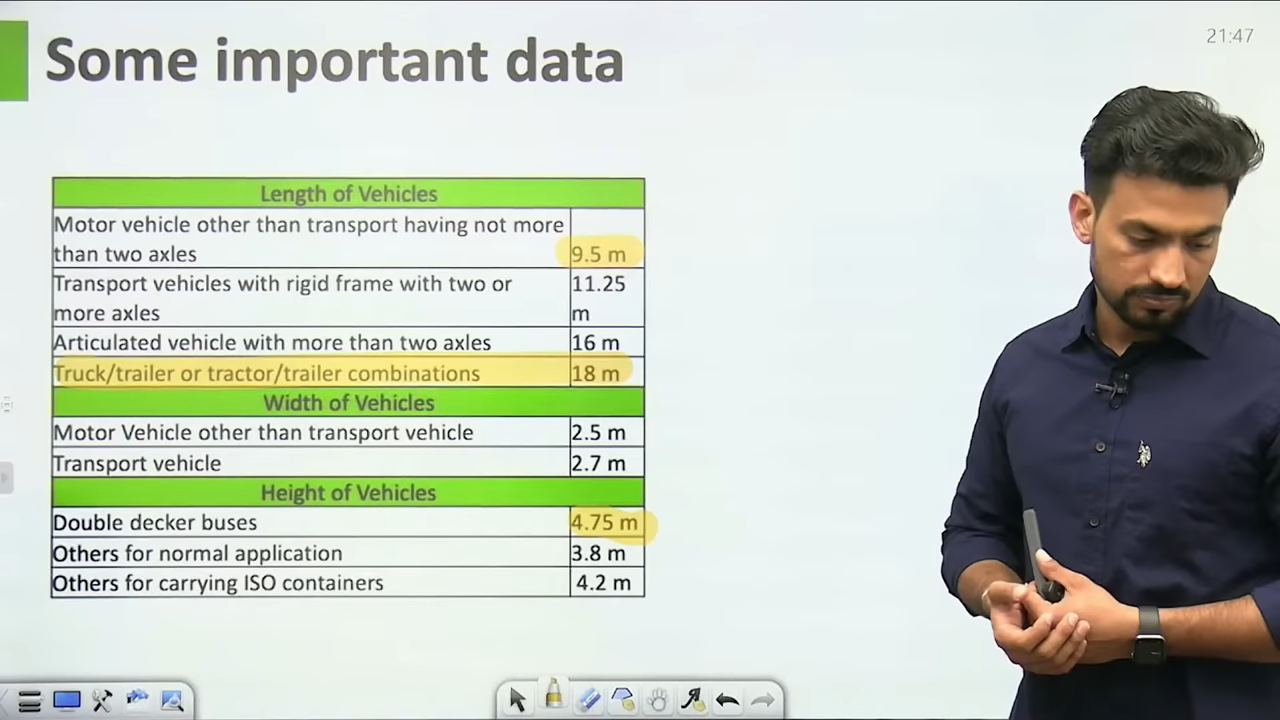 21:47
Some important data
Length of Vehicles
Motor vehicle other than transport having not more
than two axles
9.5 m
Transport vehicles with rigid frame with two or
more axles
11.25
m
Articulated vehicle with more than two axles 16 m
Truck/trailer or tractor/trailer combinations 18 m
Width of Vehicles
Motor Vehicle other than transport vehicle 2.5 m
Transport vehicle 2.7 m
Height of Vehicles
Double decker buses 4.75 m
Others for normal application 3.8 m
Others for carrying ISO containers 4.2 m